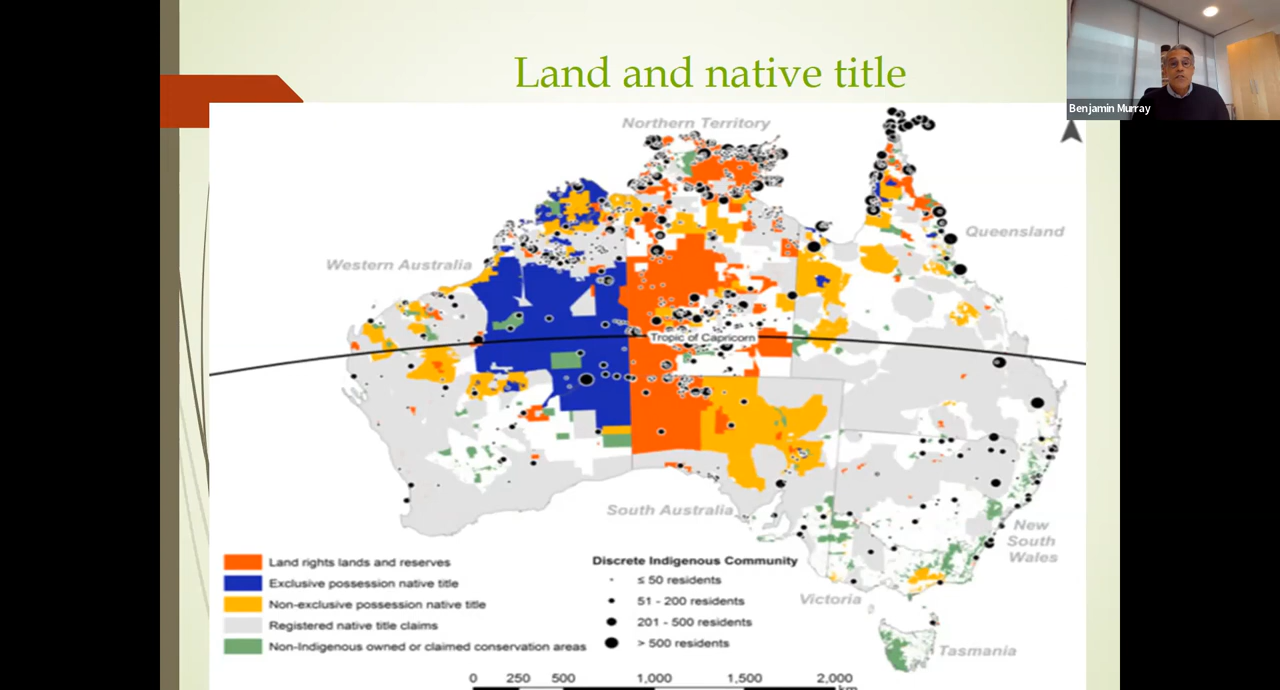 Land and native title
Benjamin Murray
Northern Territory
Queensland
Western Australia
Tropic of Capricorn
South Australia
New
South
Wales
Victoria
Tasmania
Land rights lands and reserves
Exclusive possession native title
Non-exclusive possession native title
Registered native title claims
Non-Indigenous owned or claimed conservation areas
Discrete Indigenous Community
≤ 50 residents
51 - 200 residents
201 - 500 residents
> 500 residents
0 250 500 1,000 1,500 2,000
km